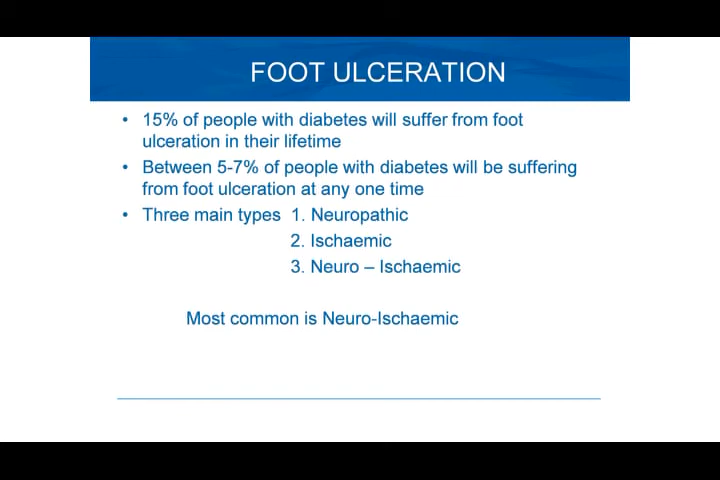 FOOT ULCERATION
• 15% of people with diabetes will suffer from foot
ulceration in their lifetime
• Between 5-7% of people with diabetes will be suffering
from foot ulceration at any one time
• Three main types 1. Neuropathic
2. Ischaemic
3. Neuro – Ischaemic
Most common is Neuro-Ischaemic